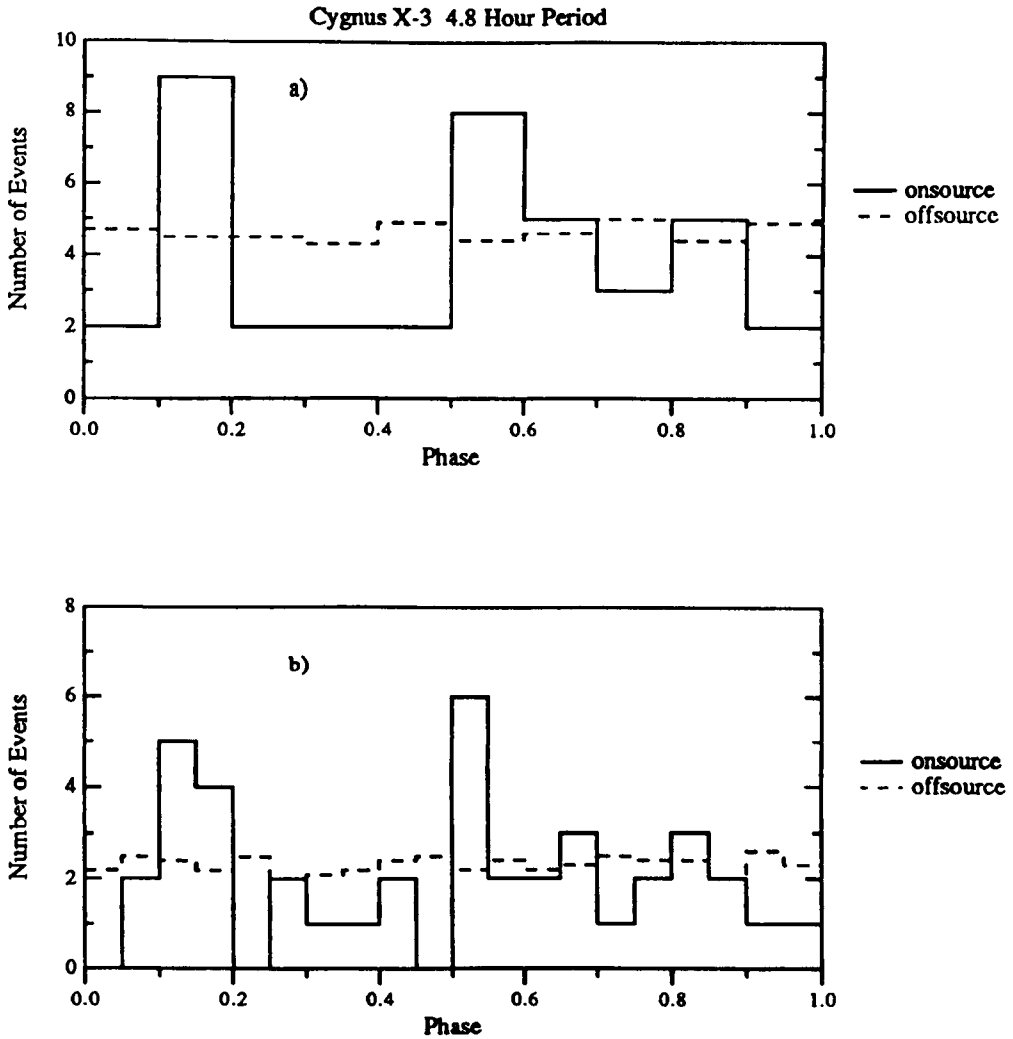 Cygnus X-3 4.8 Hour Period
10
8
6
4
2
0
Number of Events
a)
onsource
offsource
0.0 0.2 0.4 0.6 0.8 1.0
Phase
8
6
4
2
0
Number of Events
b)
onsource
offsource
0.0 0.2 0.4 0.6 0.8 1.0
Phase